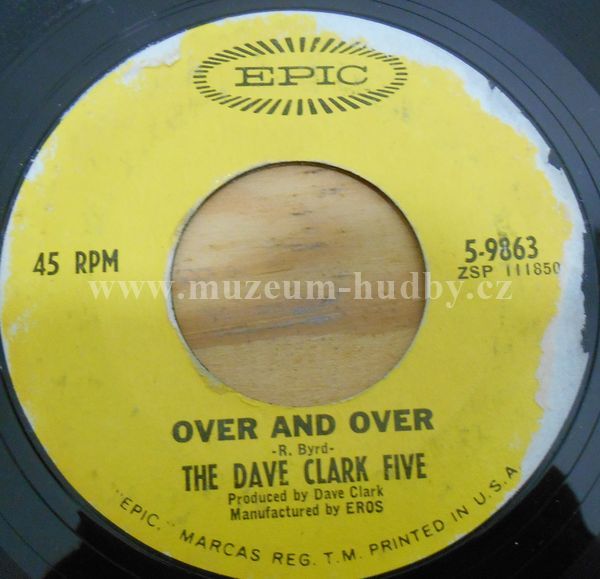 EPIC
45 RPM
5-9863
ZSP 111850
www.muzeum-hudby.cz
OVER AND OVER
-R. Byrd-
THE DAVE CLARK FIVE
Produced by Dave Clark
Manufactured by EROS
"EPIC," MARCAS REG. T.M. PRINTED IN U.S.A.